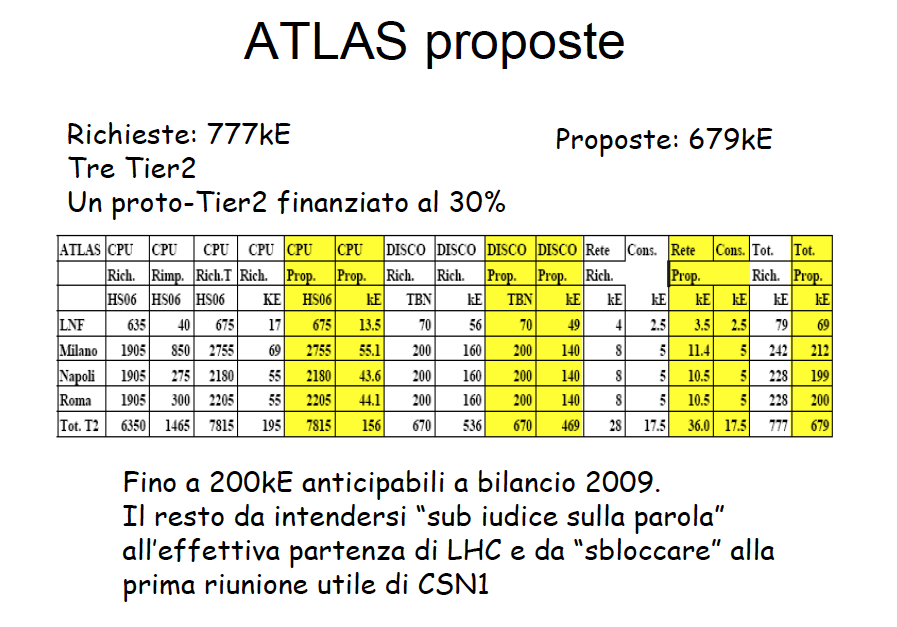 ATLAS proposte
Richieste: 777kE
Proposte: 679kE
Tre Tier2
Un proto-Tier2 finanziato al 30%
ATLAS CPU CPU CPU CPU CPU CPU DISCO DISCO DISCO DISCO Rete Cons. Rete Cons. Tot. Tot.
Rich. Rimp. Rich.T Rich. Prop. Prop. Rich. Rich. Prop. Prop. Rich. Prop. Rich. Prop.
HS06 HS06 HS06 KE HS06 kE TBN kE TBN kE kE kE kE kE kE kE
LNF 635 40 675 17 675 13.5 70 56 70 49 4 2.5 3.5 2.5 79 69
Milano 1905 850 2755 69 2755 55.1 200 160 200 140 8 5 11.4 5 242 212
Napoli 1905 275 2180 55 2180 43.6 200 160 200 140 8 5 10.5 5 228 199
Roma 1905 300 2205 55 2205 44.1 200 160 200 140 8 5 10.5 5 228 200
Tot. T2 6350 1465 7815 195 7815 156 670 536 670 469 28 17.5 36.0 17.5 777 679
Fino a 200kE anticipabili a bilancio 2009.
Il resto da intendersi “sub iudice sulla parola”
all’effettiva partenza di LHC e da “sbloccare” alla
prima riunione utile di CSN1